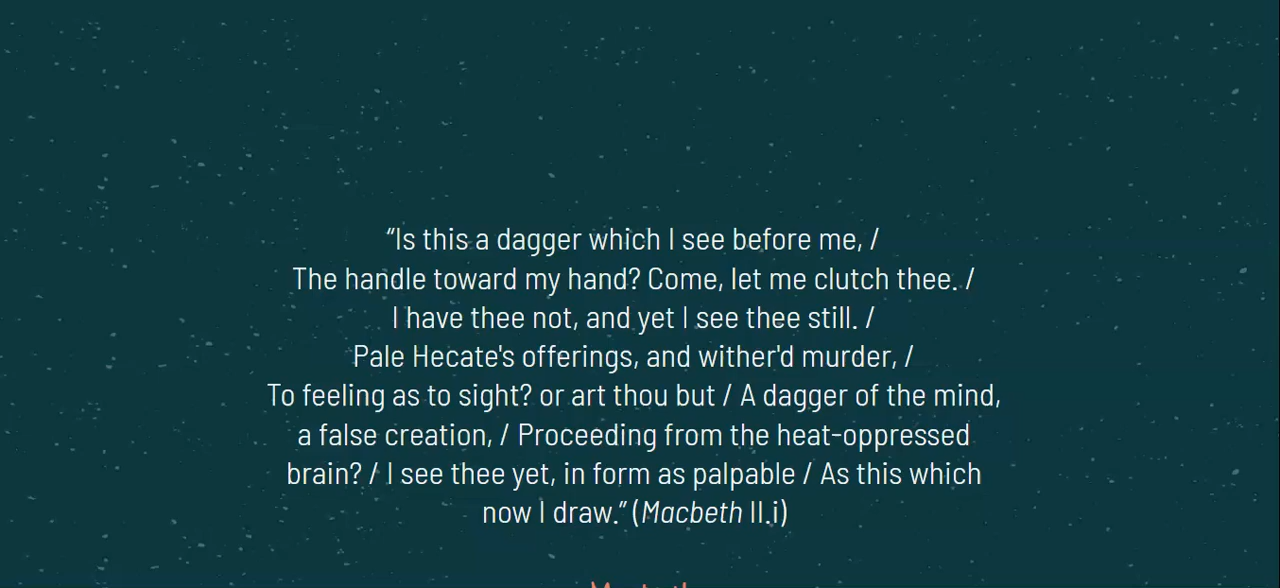 “Is this a dagger which I see before me, /
The handle toward my hand? Come, let me clutch thee. /
I have thee not, and yet I see thee still. /
Pale Hecate's offerings, and wither'd murder, /
To feeling as to sight? or art thou but / A dagger of the mind,
a false creation, / Proceeding from the heat-oppressed
brain? / I see thee yet, in form as palpable / As this which
now I draw.” (Macbeth II.i)